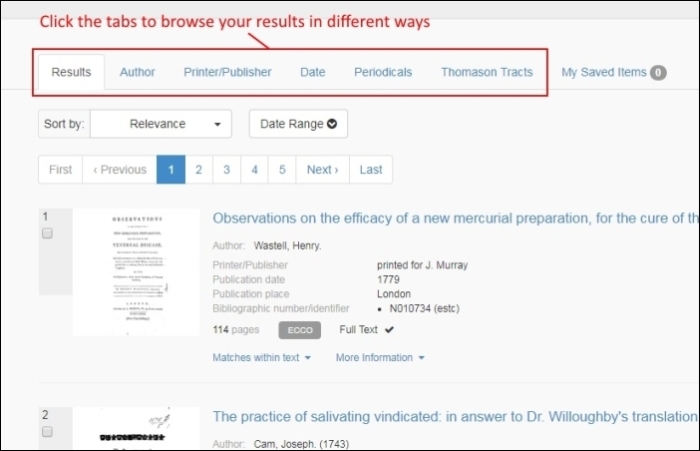 Click the tabs to browse your results in different ways
Results Author Printer/Publisher Date Periodicals Thomason Tracts My Saved Items 0
Sort by: Relevance Date Range
First ‹ Previous 1 2 3 4 5 Next › Last
1
OBSERVATIONS
VENEREAL DISEASE,
LONDON,
Observations on the efficacy of a new mercurial preparation, for the cure of th
Author: Wastell, Henry.
Printer/Publisher printed for J. Murray
Publication date 1779
Publication place London
Bibliographic number/identifier • N010734 (estc)
114 pages ECCO Full Text ✔
Matches within text More Information
2
The practice of salivating vindicated: in answer to Dr. Willoughby's translation
Author: Cam, Joseph. (1743)